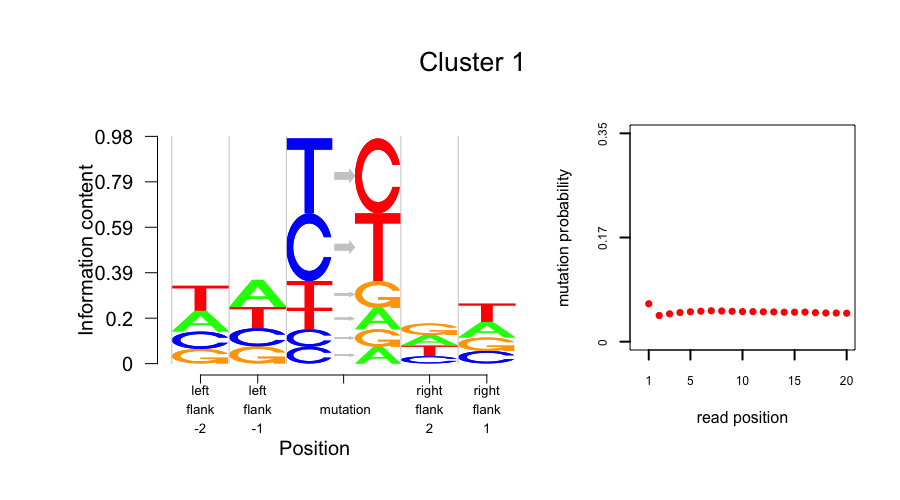 Cluster 1
Information content
0.98
0.79
0.59
0.39
0.2
0
T C
C T
T G
T A
C G
C A
T
A
C
G
A
T
C
G
G
A
T
C
T
A
G
C
left flank -2
left flank -1
mutation
right flank 2
right flank 1
Position
mutation probability
0.35
0.17
0
1 5 10 15 20
read position